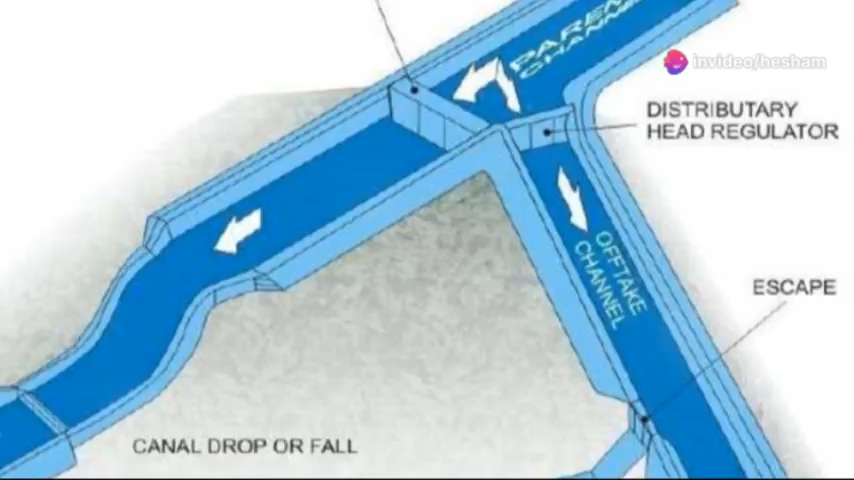 PARENT
CHANNEL
invideo/hesham
DISTRIBUTARY
HEAD REGULATOR
OFFTAKE
CHANNEL
ESCAPE
CANAL DROP OR FALL